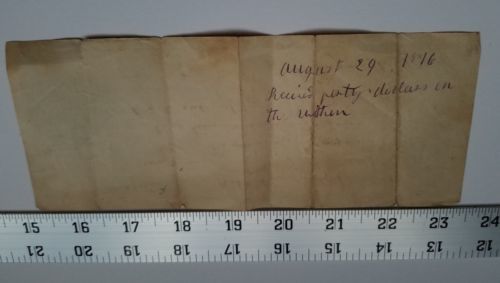 August 29 1876
Received forty dollars on
the within
15 16 17 18 19 20 21 22 23 24
21 20 19 18 17 16 15 14 13 12